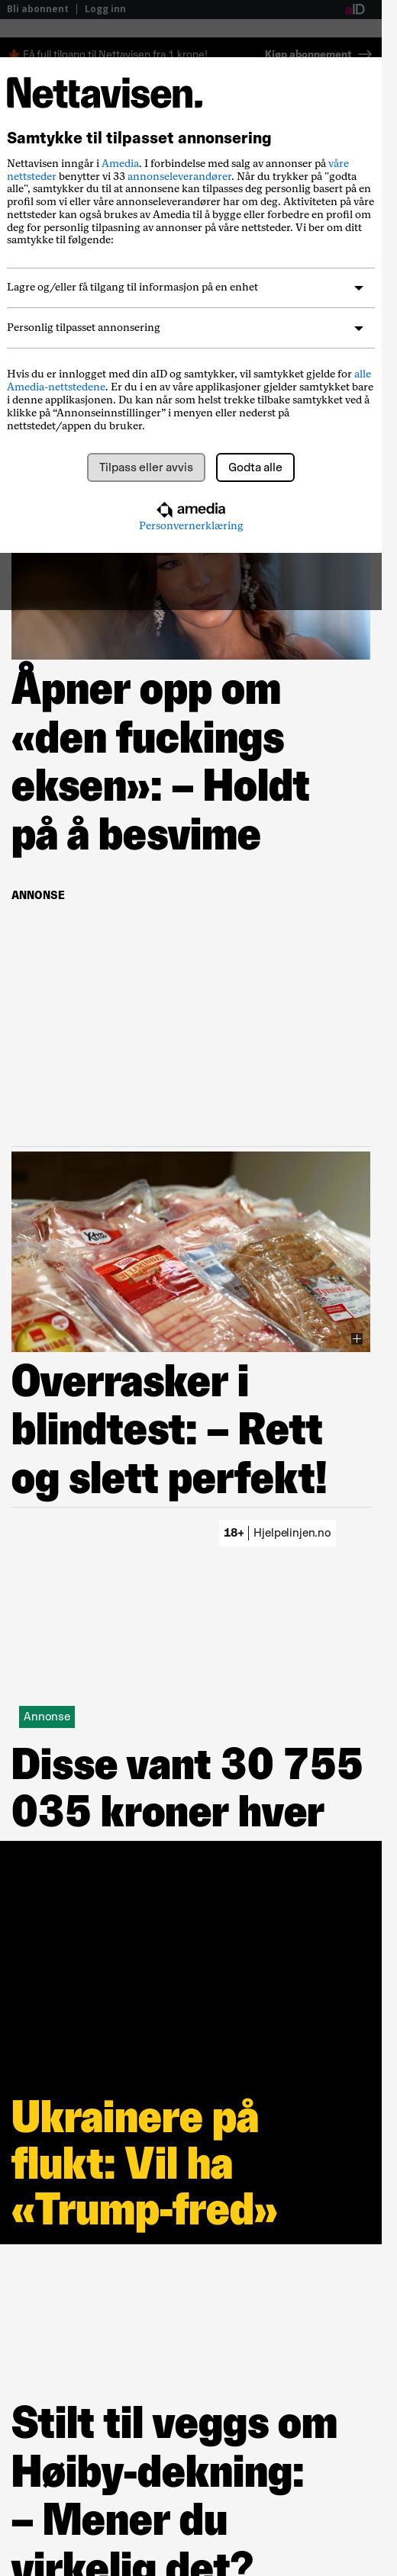 Bli abonnent | Logg inn
aID
🍁 Få full tilgang til Nettavisen fra 1 krone!
Kjøp abonnement →
Nettavisen.
Samtykke til tilpasset annonsering
Nettavisen inngår i Amedia. I forbindelse med salg av annonser på våre
nettsteder benytter vi 33 annonseleverandører. Når du trykker på "godta
alle", samtykker du til at annonsene kan tilpasses deg personlig basert på en
profil som vi eller våre annonseleverandører har om deg. Aktiviteten på våre
nettsteder kan også brukes av Amedia til å bygge eller forbedre en profil om
deg for personlig tilpasning av annonser på våre nettsteder. Vi ber om ditt
samtykke til følgende:
Lagre og/eller få tilgang til informasjon på en enhet
Personlig tilpasset annonsering
Hvis du er innlogget med din aID og samtykker, vil samtykket gjelde for alle
Amedia-nettstedene. Er du i en av våre applikasjoner gjelder samtykket bare
i denne applikasjonen. Du kan når som helst trekke tilbake samtykket ved å
klikke på “Annonseinnstillinger” i menyen eller nederst på
nettstedet/appen du bruker.
Tilpass eller avvis
Godta alle
amedia
Personvernerklæring
Åpner opp om
«den fuckings
eksen»: – Holdt
på å besvime
ANNONSE
Overrasker i
blindtest: – Rett
og slett perfekt!
18+ | Hjelpelinjen.no
Annonse
Disse vant 30 755
035 kroner hver
Ukrainere på
flukt: Vil ha
«Trump-fred»
Stilt til veggs om
Høiby-dekning:
– Mener du
virkelig det?